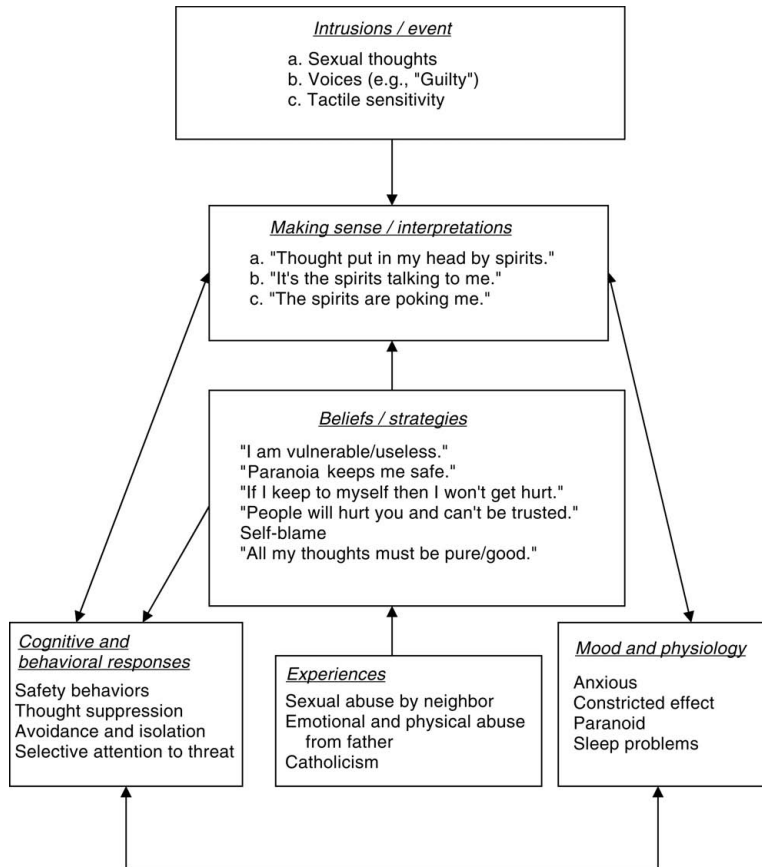 Intrusions / event
a. Sexual thoughts
b. Voices (e.g., "Guilty")
c. Tactile sensitivity
Making sense / interpretations
a. "Thought put in my head by spirits."
b. "It's the spirits talking to me."
c. "The spirits are poking me."
Beliefs / strategies
"I am vulnerable/useless."
"Paranoia keeps me safe."
"If I keep to myself then I won't get hurt."
"People will hurt you and can't be trusted."
Self-blame
"All my thoughts must be pure/good."
Cognitive and
behavioral responses
Safety behaviors
Thought suppression
Avoidance and isolation
Selective attention to threat
Experiences
Sexual abuse by neighbor
Emotional and physical abuse
from father
Catholicism
Mood and physiology
Anxious
Constricted effect
Paranoid
Sleep problems